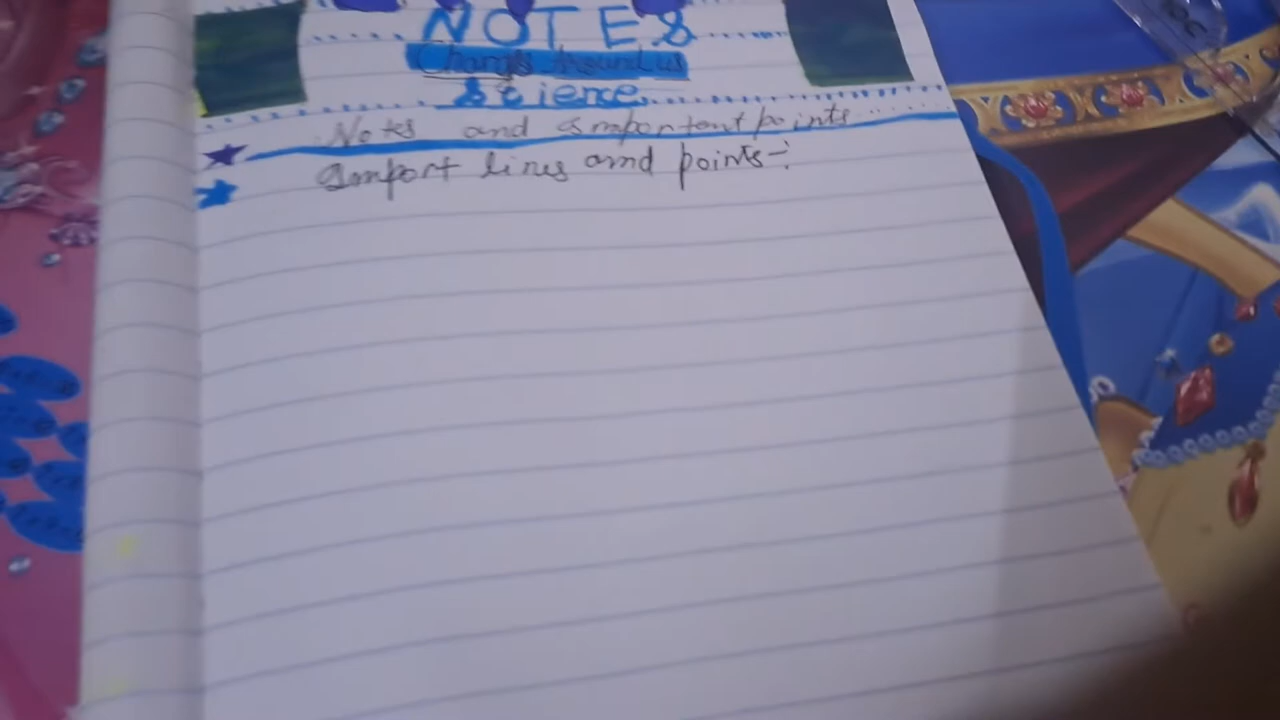 NOTES
Changes Around us
Science
Notes and important points
Import lines and points-: